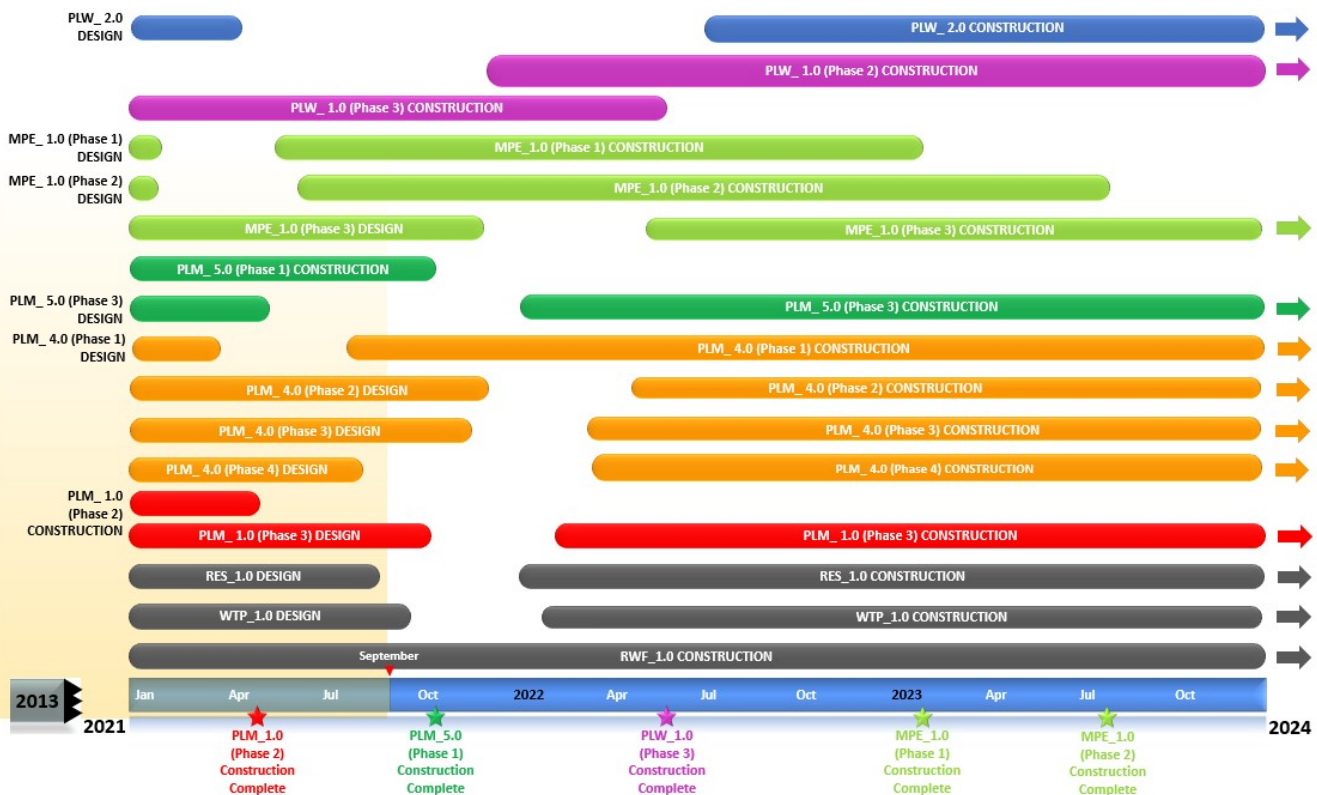 PLW_ 2.0
DESIGN
PLW_ 2.0 CONSTRUCTION
PLW_ 1.0 (Phase 2) CONSTRUCTION
PLW_ 1.0 (Phase 3) CONSTRUCTION
MPE_ 1.0 (Phase 1)
DESIGN
MPE_1.0 (Phase 1) CONSTRUCTION
MPE_ 1.0 (Phase 2)
DESIGN
MPE_1.0 (Phase 2) CONSTRUCTION
MPE_1.0 (Phase 3) DESIGN
MPE_1.0 (Phase 3) CONSTRUCTION
PLM_ 5.0 (Phase 1) CONSTRUCTION
PLM_ 5.0 (Phase 3)
DESIGN
PLM_ 5.0 (Phase 3) CONSTRUCTION
PLM_ 4.0 (Phase 1)
DESIGN
PLM_ 4.0 (Phase 1) CONSTRUCTION
PLM_ 4.0 (Phase 2) DESIGN
PLM_ 4.0 (Phase 2) CONSTRUCTION
PLM_ 4.0 (Phase 3) DESIGN
PLM_ 4.0 (Phase 3) CONSTRUCTION
PLM_ 4.0 (Phase 4) DESIGN
PLM_ 4.0 (Phase 4) CONSTRUCTION
PLM_ 1.0
(Phase 2)
CONSTRUCTION
PLM_ 1.0 (Phase 3) DESIGN
PLM_ 1.0 (Phase 3) CONSTRUCTION
RES_1.0 DESIGN
RES_1.0 CONSTRUCTION
WTP_1.0 DESIGN
WTP_1.0 CONSTRUCTION
September
RWF_1.0 CONSTRUCTION
2013
Jan Apr Jul Oct 2022 Apr Jul Oct 2023 Apr Jul Oct
2021
2024
PLM_1.0
(Phase 2)
Construction
Complete
PLM_5.0
(Phase 1)
Construction
Complete
PLW_1.0
(Phase 3)
Construction
Complete
MPE_1.0
(Phase 1)
Construction
Complete
MPE_1.0
(Phase 2)
Construction
Complete